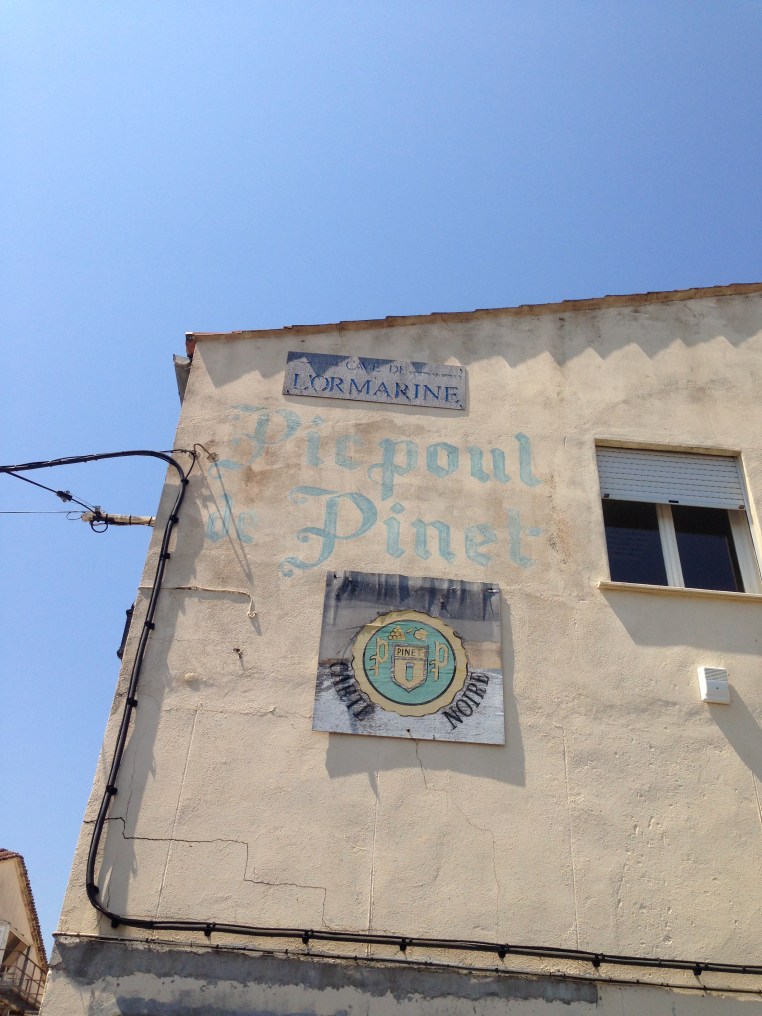 CAVE DE
L'ORMARINE
Picpoul
de Pinet
PINET
P P
CARTE NOIRE